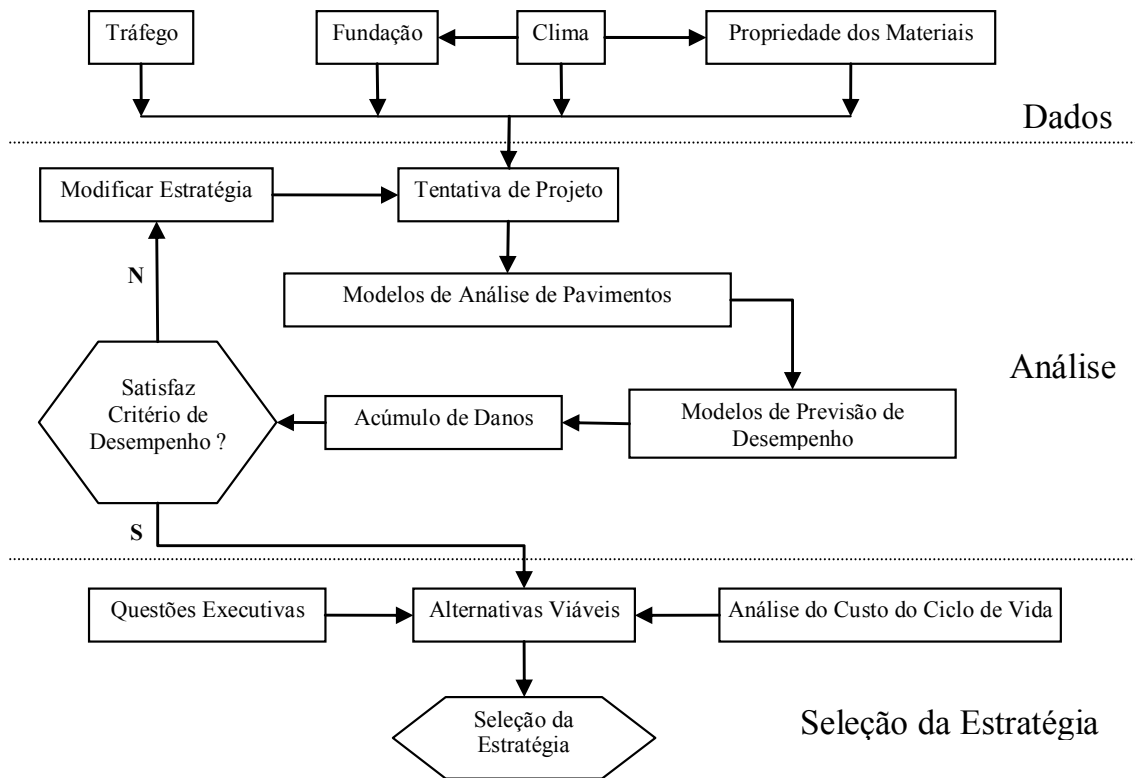 Tráfego
Fundação
Clima
Propriedade dos Materiais
Dados
Modificar Estratégia
Tentativa de Projeto
N
Modelos de Análise de Pavimentos
Análise
Satisfaz
Critério de
Desempenho ?
Acúmulo de Danos
Modelos de Previsão de
Desempenho
S
Questões Executivas
Alternativas Viáveis
Análise do Custo do Ciclo de Vida
Seleção da
Estratégia
Seleção da Estratégia